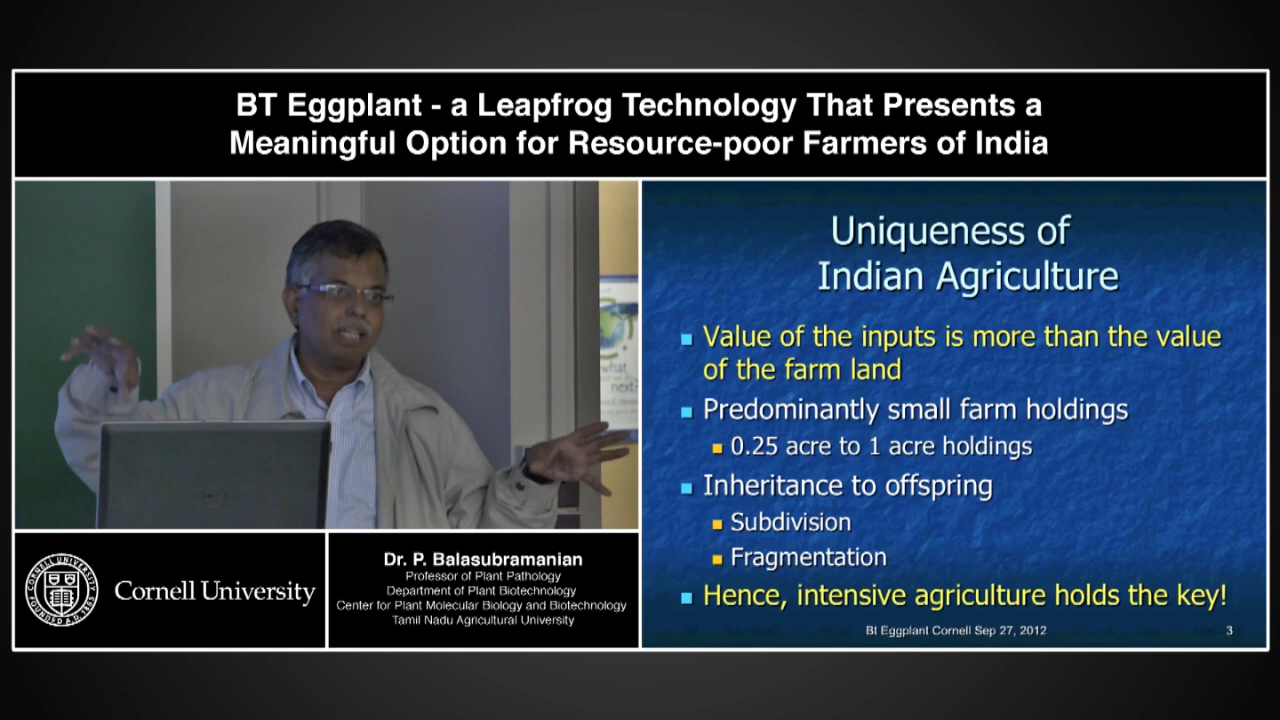 BT Eggplant - a Leapfrog Technology That Presents a
Meaningful Option for Resource-poor Farmers of India
what
next
Cornell University
Dr. P. Balasubramanian
Professor of Plant Pathology
Department of Plant Biotechnology
Center for Plant Molecular Biology and Biotechnology
Tamil Nadu Agricultural University
Uniqueness of
Indian Agriculture
Value of the inputs is more than the value
of the farm land
Predominantly small farm holdings
0.25 acre to 1 acre holdings
Inheritance to offspring
Subdivision
Fragmentation
Hence, intensive agriculture holds the key!
Bt Eggplant Cornell Sep 27, 2012
3